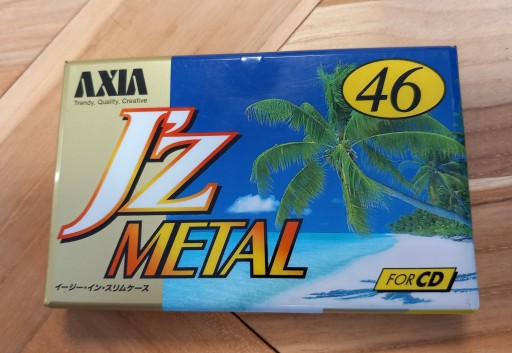 AXIA
Trendy, Quality, Creative
46
J'z
METAL
イージー・イン・スリムケース
FOR CD